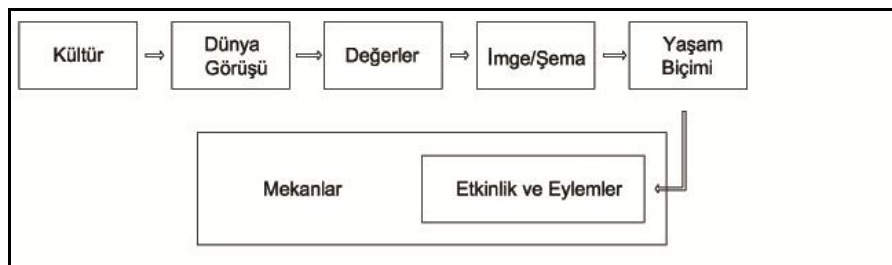 Kültür
Dünya
Görüşü
Değerler
İmge/Şema
Yaşam
Biçimi
Mekanlar
Etkinlik ve Eylemler